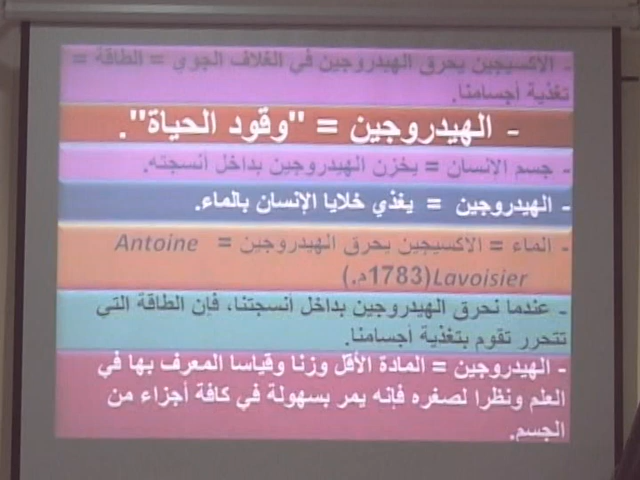 - الأكسيجين يحرق الهيدروجين في الغلاف الجوي = الطاقة =
تغذية أجسامنا.
- الهيدروجين = "وقود الحياة".
- جسم الإنسان = يخزن الهيدروجين بداخل أنسجته.
- الهيدروجين = يغذي خلايا الإنسان بالماء.
- الماء = الأكسيجين يحرق الهيدروجين = Antoine
Lavoisier(1783م.)
- عندما نحرق الهيدروجين بداخل أنسجتنا، فإن الطاقة التي
تتحرر تقوم بتغذية أجسامنا.
- الهيدروجين = المادة الأقل وزنا وقياسا المعرف بها في
العلم ونظرا لصغره فإنه يمر بسهولة في كافة أجزاء من
الجسم.